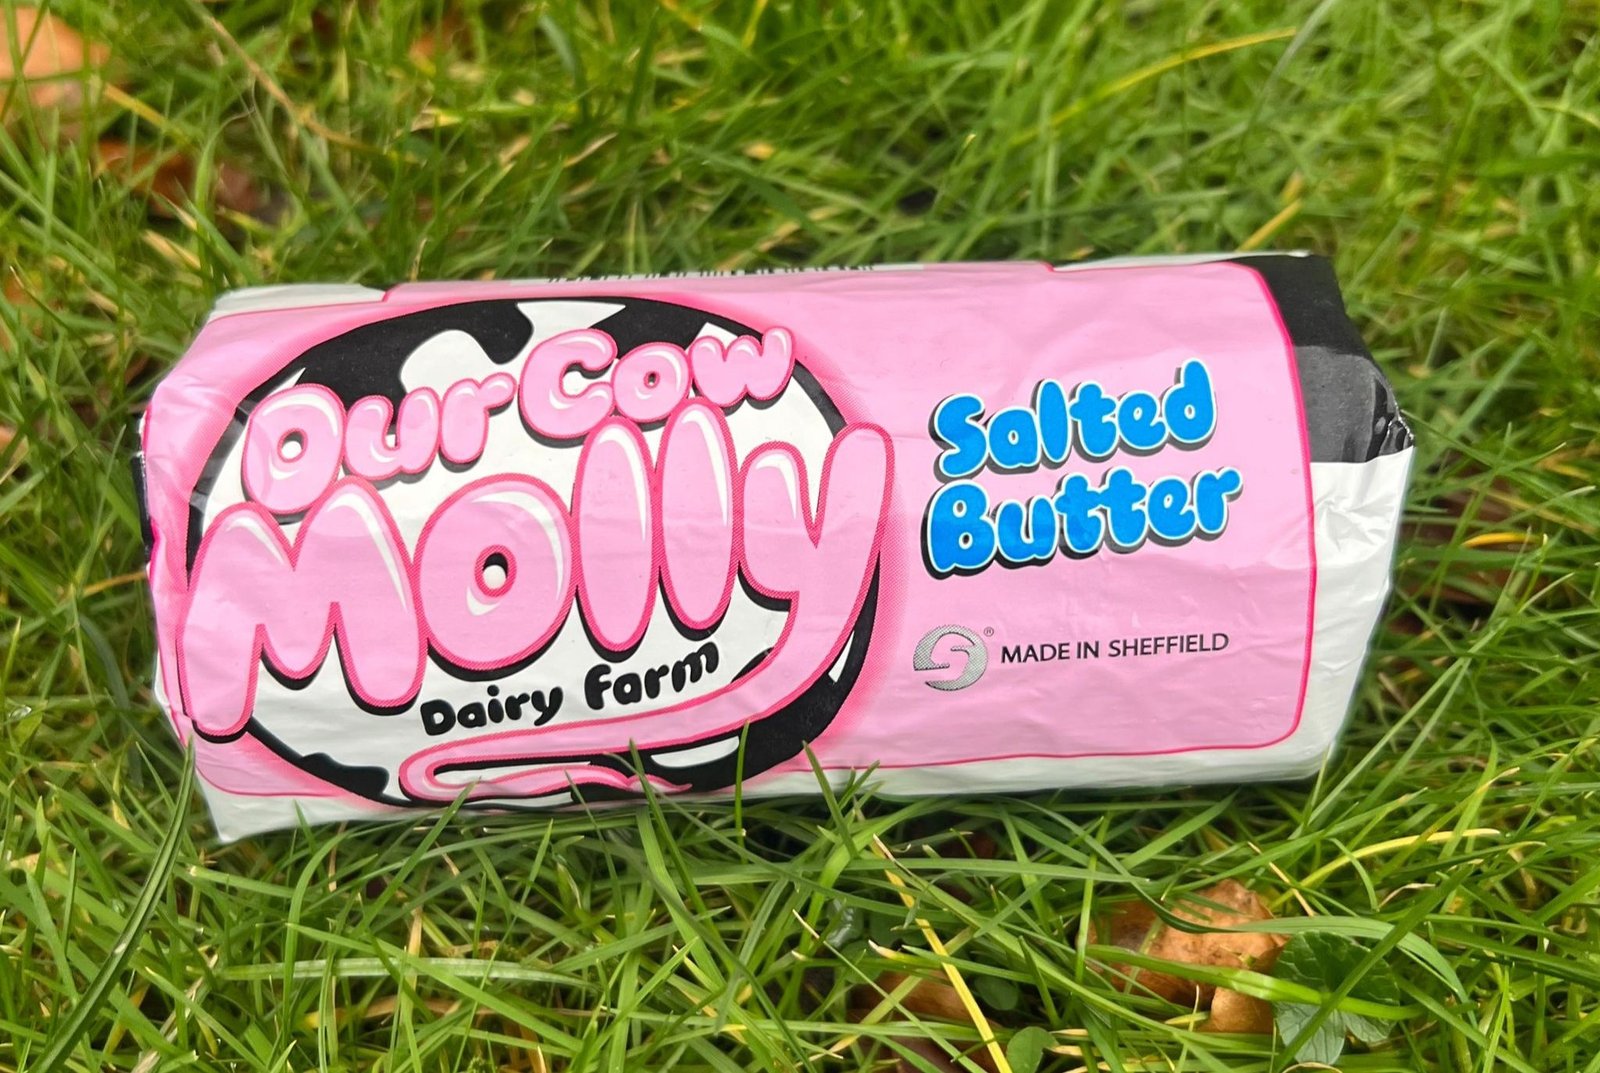 Our Cow
Molly
Dairy Farm
Salted
Butter
® MADE IN SHEFFIELD